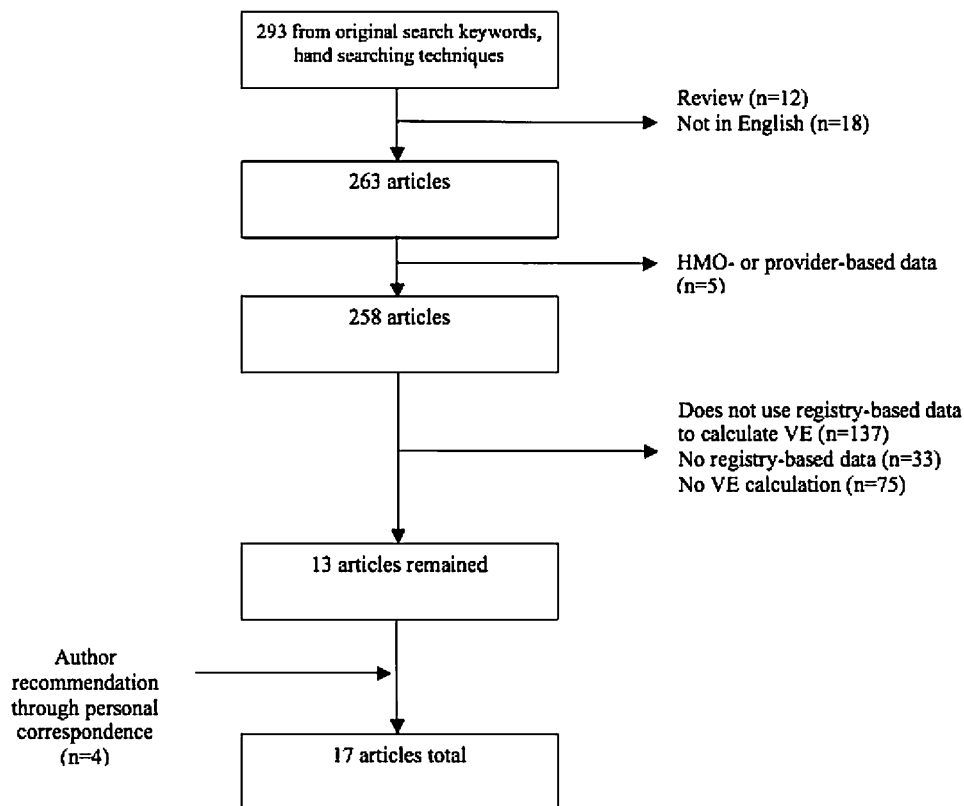 293 from original search keywords,
hand searching techniques
Review (n=12)
Not in English (n=18)
263 articles
HMO- or provider-based data
(n=5)
258 articles
Does not use registry-based data
to calculate VE (n=137)
No registry-based data (n=33)
No VE calculation (n=75)
13 articles remained
Author
recommendation
through personal
correspondence
(n=4)
17 articles total